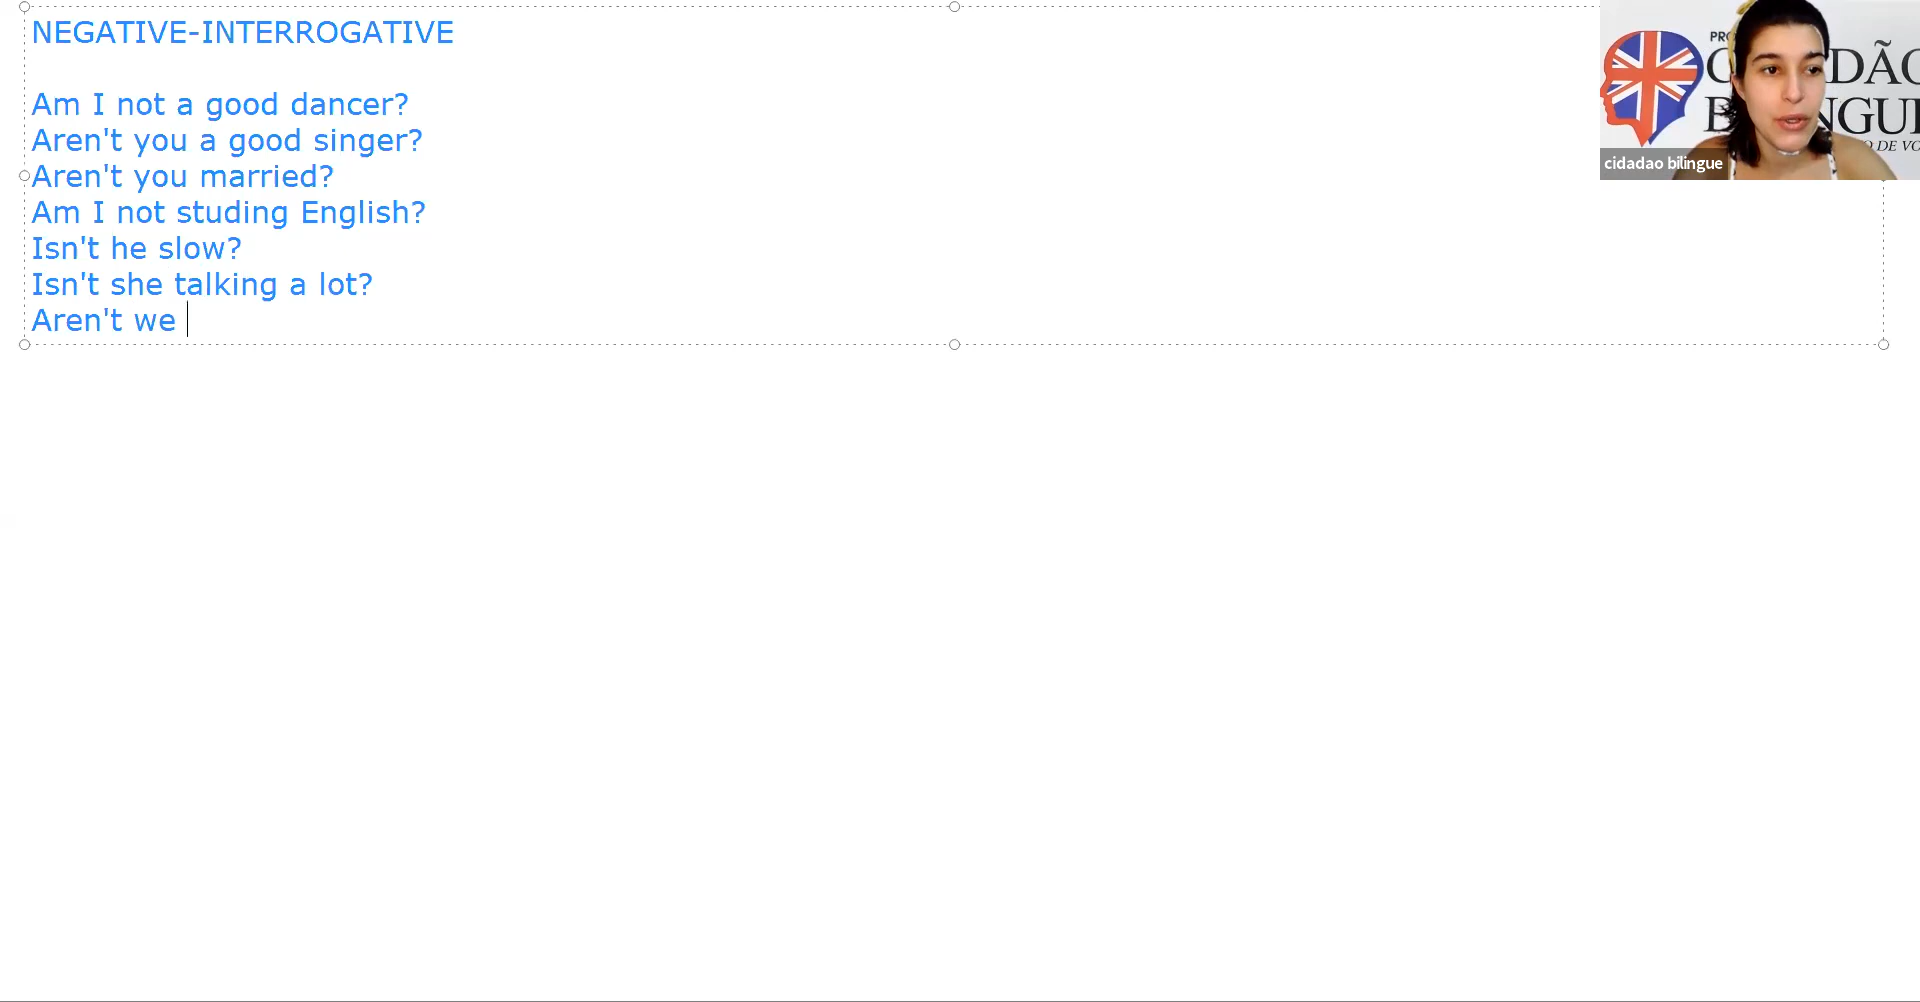 NEGATIVE-INTERROGATIVE
Am I not a good dancer?
Aren't you a good singer?
Aren't you married?
Am I not studing English?
Isn't he slow?
Isn't she talking a lot?
Aren't we
cidadao bilingue